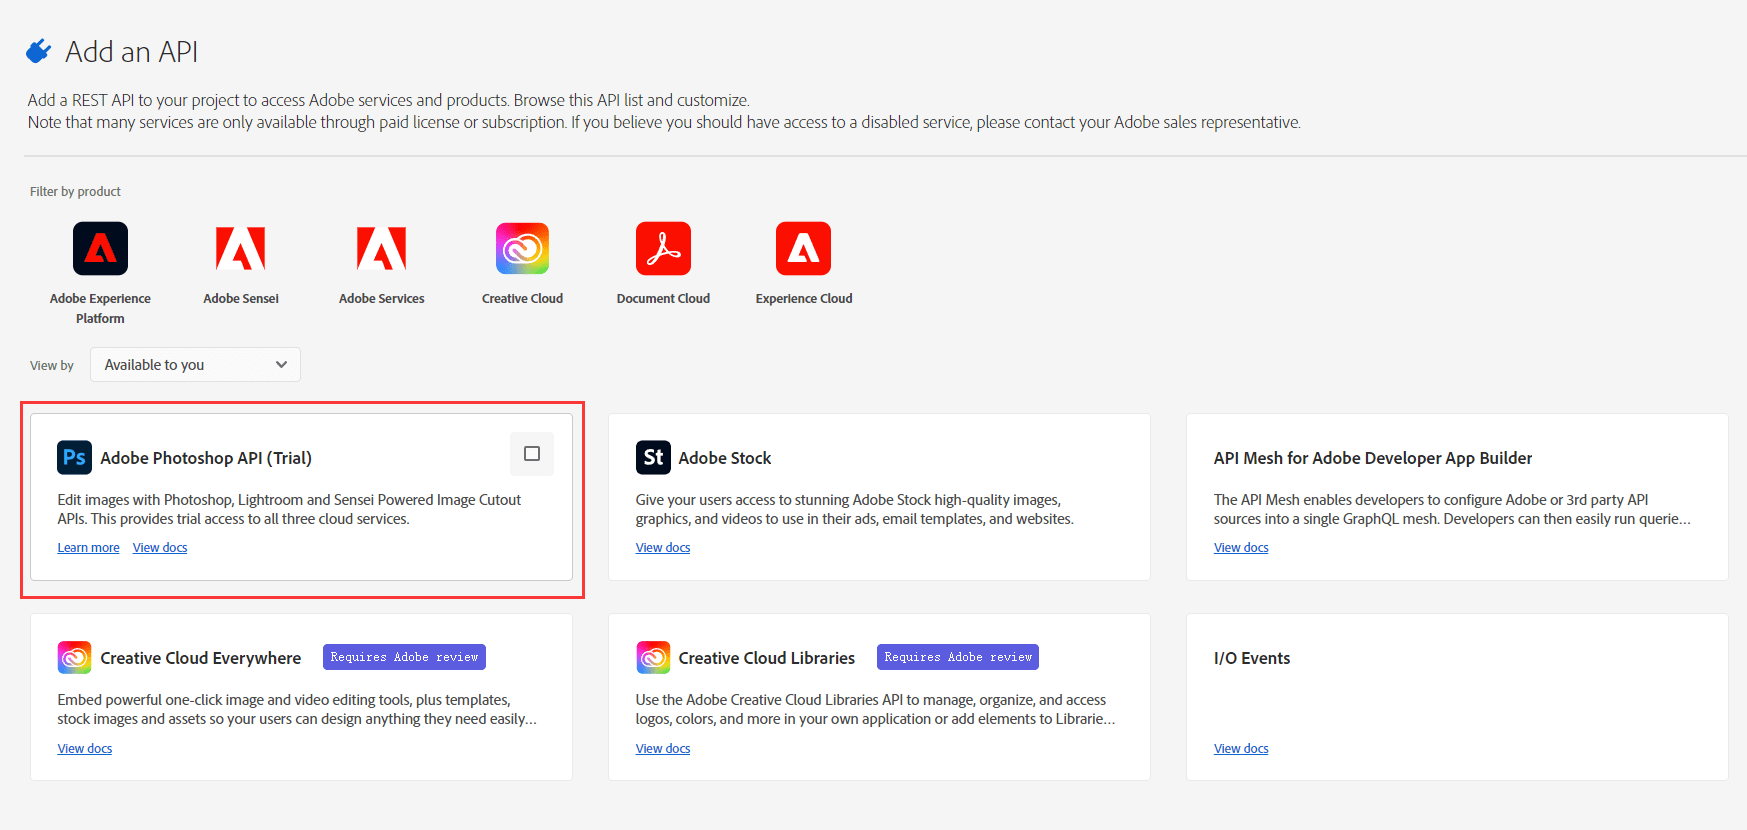 Add an API
Add a REST API to your project to access Adobe services and products. Browse this API list and customize.
Note that many services are only available through paid license or subscription. If you believe you should have access to a disabled service, please contact your Adobe sales representative.
Filter by product
Adobe Experience
Platform
Adobe Sensei
Adobe Services
Creative Cloud
Document Cloud
Experience Cloud
View by
Available to you
Ps
Adobe Photoshop API (Trial)
Edit images with Photoshop, Lightroom and Sensei Powered Image Cutout
APIs. This provides trial access to all three cloud services.
Learn more
View docs
St
Adobe Stock
Give your users access to stunning Adobe Stock high-quality images,
graphics, and videos to use in their ads, email templates, and websites.
View docs
API Mesh for Adobe Developer App Builder
The API Mesh enables developers to configure Adobe or 3rd party API
sources into a single GraphQL mesh. Developers can then easily run querie…
View docs
Creative Cloud Everywhere
Requires Adobe review
Embed powerful one-click image and video editing tools, plus templates,
stock images and assets so your users can design anything they need easily…
View docs
Creative Cloud Libraries
Requires Adobe review
Use the Adobe Creative Cloud Libraries API to manage, organize, and access
logos, colors, and more in your own application or add elements to Librarie…
View docs
I/O Events
View docs